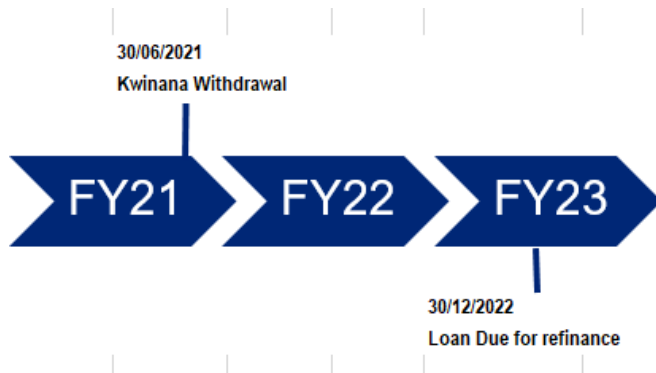 30/06/2021
Kwinana Withdrawal
FY21
FY22
FY23
30/12/2022
Loan Due for refinance